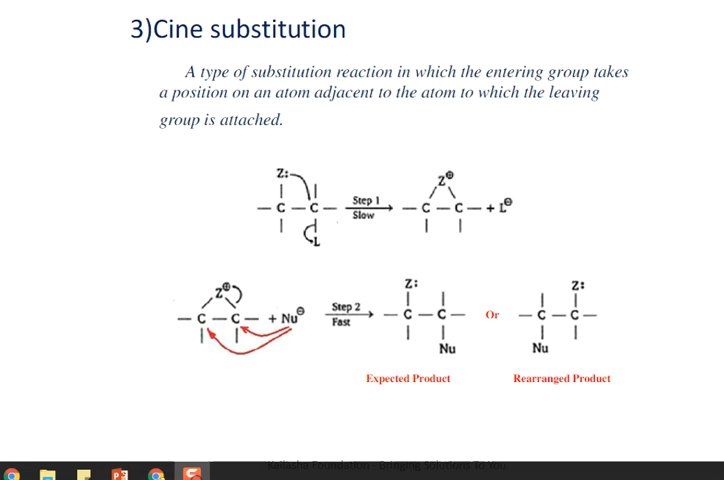 3)Cine substitution
A type of substitution reaction in which the entering group takes
a position on an atom adjacent to the atom to which the leaving
group is attached.
Z:
— C — C —
L
Step 1
Slow
Z⊕
— C — C — + L⊖
Z⊕
— C — C — + Nu⊖
Step 2
Fast
Z:
— C — C —
Nu
Or
Z:
— C — C —
Nu
Expected Product
Rearranged Product
Kailasha Foundation - Bringing Solutions To You